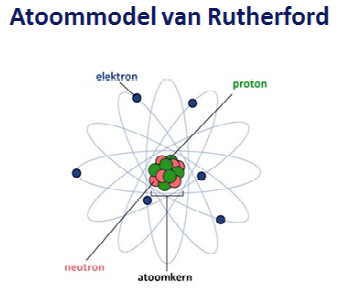 Atoommodel van Rutherford
elektron
proton
neutron
atoomkern